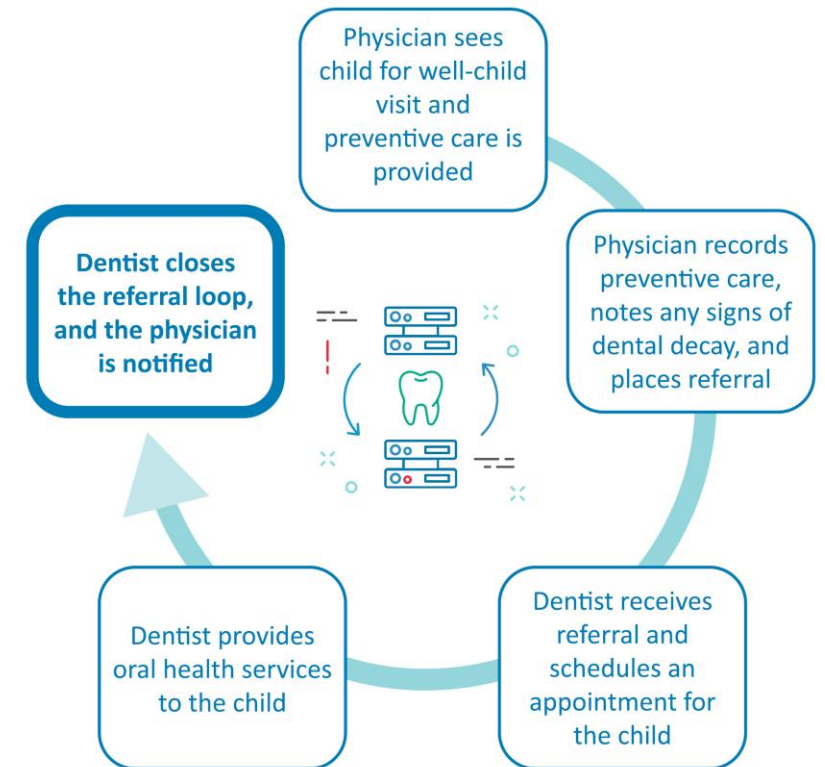 Physician sees
child for well-child
visit and
preventive care is
provided
Physician records
preventive care,
notes any signs of
dental decay, and
places referral
Dentist receives
referral and
schedules an
appointment for
the child
Dentist provides
oral health services
to the child
Dentist closes
the referral loop,
and the physician
is notified